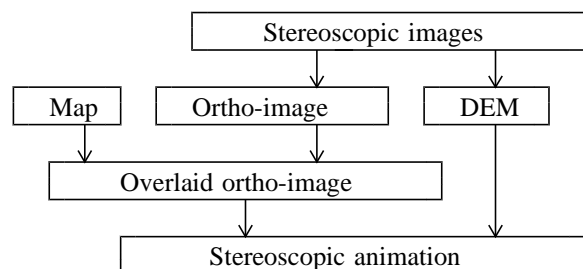 Stereoscopic images
Map Ortho-image DEM
Overlaid ortho-image
Stereoscopic animation